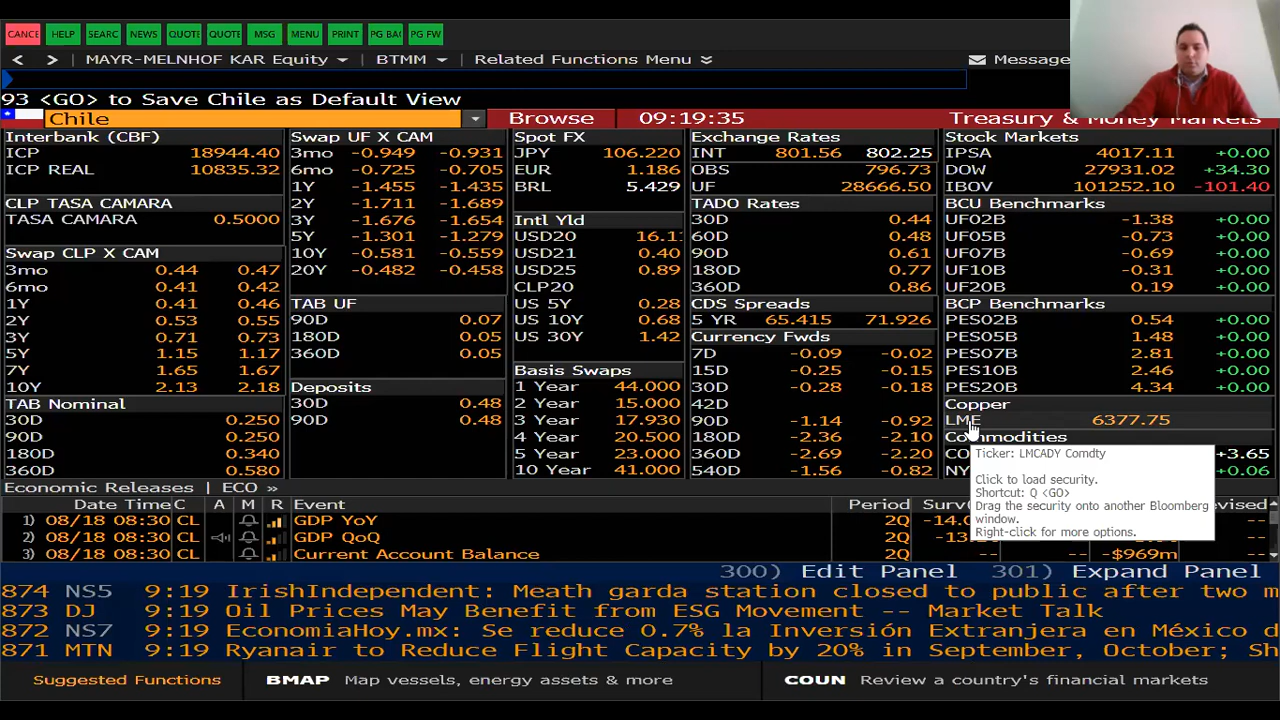 CANCE HELP SEARC NEWS QUOTE QUOTE MSG MENU PRINT PG BAC PG FW
< > MAYR-MELNHOF KAR Equity BTMM Related Functions Menu Message
93 <GO> to Save Chile as Default View
Chile Browse 09:19:35 Treasury & Money Markets
Interbank (CBF)
ICP 18944.40
ICP REAL 10835.32
CLP TASA CAMARA
TASA CAMARA 0.5000
Swap CLP X CAM
3mo 0.44 0.47
6mo 0.41 0.42
1Y 0.41 0.46
2Y 0.53 0.55
3Y 0.71 0.73
5Y 1.15 1.17
7Y 1.65 1.67
10Y 2.13 2.18
TAB Nominal
30D 0.250
90D 0.250
180D 0.340
360D 0.580
Swap UF X CAM
3mo -0.949 -0.931
6mo -0.725 -0.705
1Y -1.455 -1.435
2Y -1.711 -1.689
3Y -1.676 -1.654
5Y -1.301 -1.279
10Y -0.581 -0.559
20Y -0.482 -0.458
TAB UF
90D 0.07
180D 0.05
360D 0.05
Deposits
30D 0.48
90D 0.48
Spot FX
JPY 106.220
EUR 1.186
BRL 5.429
Intl Yld
USD20 16.11
USD21 0.40
USD25 0.89
CLP20
US 5Y 0.28
US 10Y 0.68
US 30Y 1.42
Basis Swaps
1 Year 44.000
2 Year 15.000
3 Year 17.930
4 Year 20.500
5 Year 23.000
10 Year 41.000
Exchange Rates
INT 801.56 802.25
OBS 796.73
UF 28666.50
TADO Rates
30D 0.44
60D 0.48
90D 0.61
180D 0.77
360D 0.86
CDS Spreads
5 YR 65.415 71.926
Currency Fwds
7D -0.09 -0.02
15D -0.25 -0.15
30D -0.28 -0.18
42D
90D -1.14 -0.92
180D -2.36 -2.10
360D -2.69 -2.20
540D -1.56 -0.82
Stock Markets
IPSA 4017.11 +0.00
DOW 27931.02 +34.30
IBOV 101252.10 -101.40
BCU Benchmarks
UF02B -1.38 +0.00
UF05B -0.73 +0.00
UF07B -0.69 +0.00
UF10B -0.31 +0.00
UF20B 0.19 +0.00
BCP Benchmarks
PES02B 0.54 +0.00
PES05B 1.48 +0.00
PES07B 2.81 +0.00
PES10B 2.46 +0.00
PES20B 4.34 +0.00
Copper
LME 6377.75
Commodities
CO +3.65
NY +0.06
Ticker: LMCADY Comdty
Click to load security.
Shortcut: Q <GO>
Drag the security onto another Bloomberg
window.
Right-click for more options.
Economic Releases | ECO »
Date Time C A M R Event Period Surv(
1) 08/18 08:30 CL GDP YoY 2Q -14.0
2) 08/18 08:30 CL GDP QoQ 2Q -13.
3) 08/18 08:30 CL Current Account Balance 2Q -- -- -$969m --
300) Edit Panel 301) Expand Panel
874 NS5 9:19 IrishIndependent: Meath garda station closed to public after two m
873 DJ 9:19 Oil Prices May Benefit from ESG Movement -- Market Talk
872 NS7 9:19 EconomiaHoy.mx: Se reduce 0.7% la Inversión Extranjera en México d
871 MTN 9:19 Ryanair to Reduce Flight Capacity by 20% in September, October; Sh
Suggested Functions BMAP Map vessels, energy assets & more COUN Review a country's financial markets